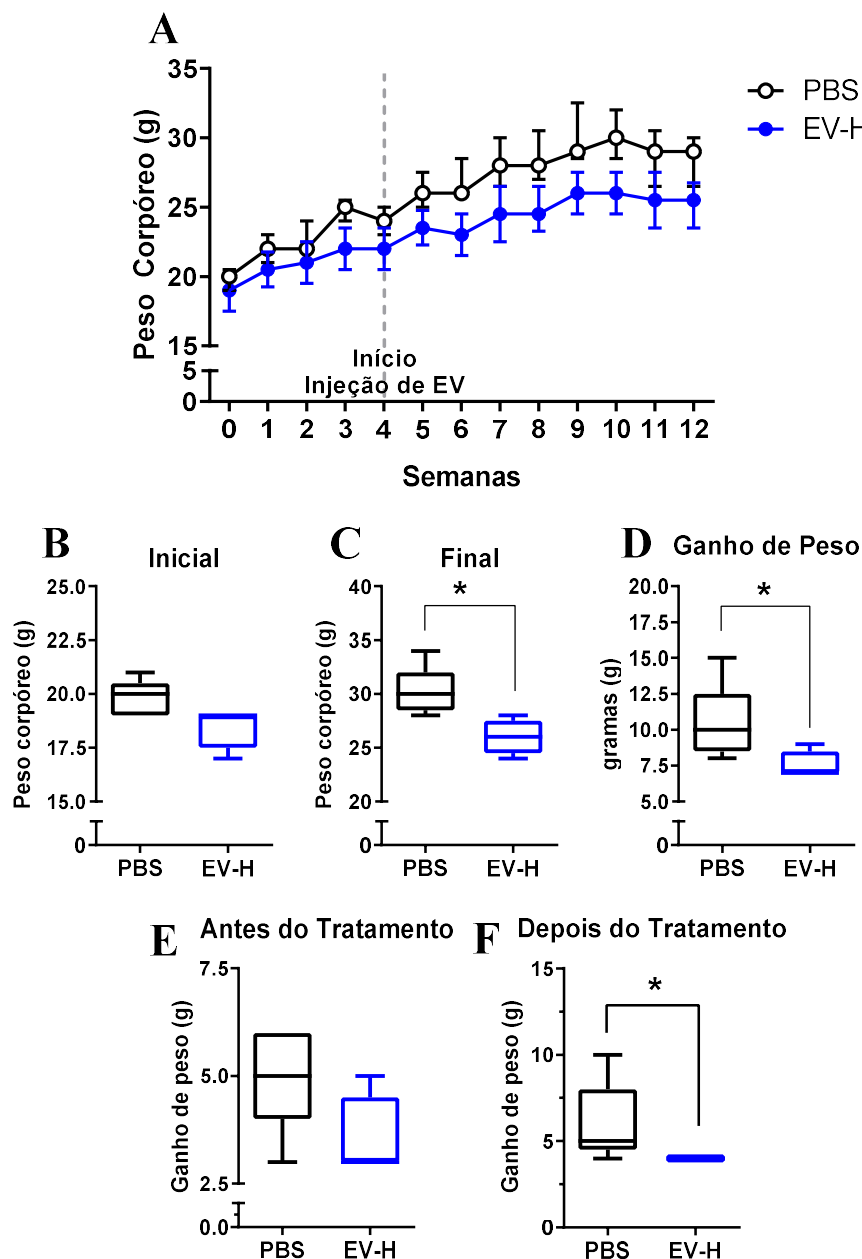 A
35
30
25
20
15
5
0
Peso Corpóreo (g)
PBS
EV-H
Início
Injeção de EV
0 1 2 3 4 5 6 7 8 9 10 11 12
Semanas
B
Inicial
25.0
22.5
20.0
17.5
15.0
0
Peso corpóreo (g)
PBS EV-H
C
Final
*
40
35
30
25
20
0
Peso corpóreo (g)
PBS EV-H
D
Ganho de Peso
*
20.0
17.5
15.0
12.5
10.0
7.5
5.0
0
gramas (g)
PBS EV-H
E
Antes do Tratamento
7.5
5.0
2.5
0.0
Ganho de peso (g)
PBS EV-H
F
Depois do Tratamento
*
15
10
5
0
Ganho de peso (g)
PBS EV-H